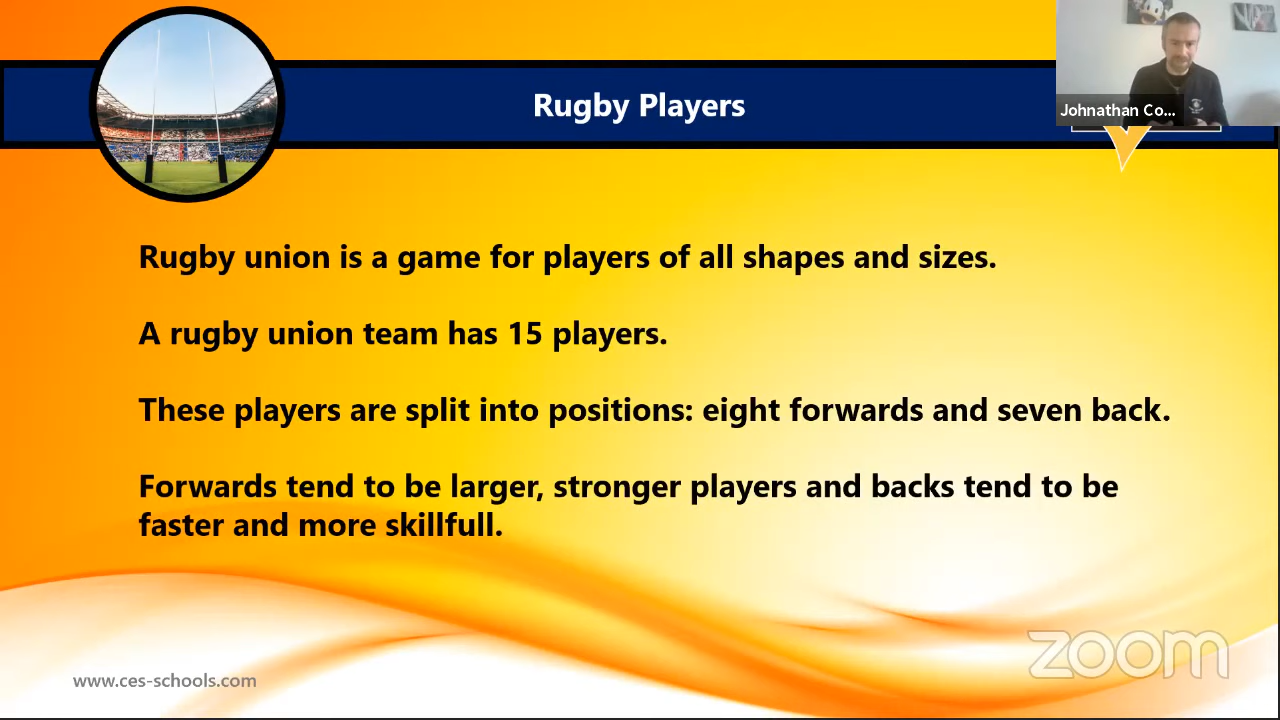 Rugby Players
Johnathan Co...
Rugby union is a game for players of all shapes and sizes.
A rugby union team has 15 players.
These players are split into positions: eight forwards and seven back.
Forwards tend to be larger, stronger players and backs tend to be
faster and more skillfull.
zoom
www.ces-schools.com